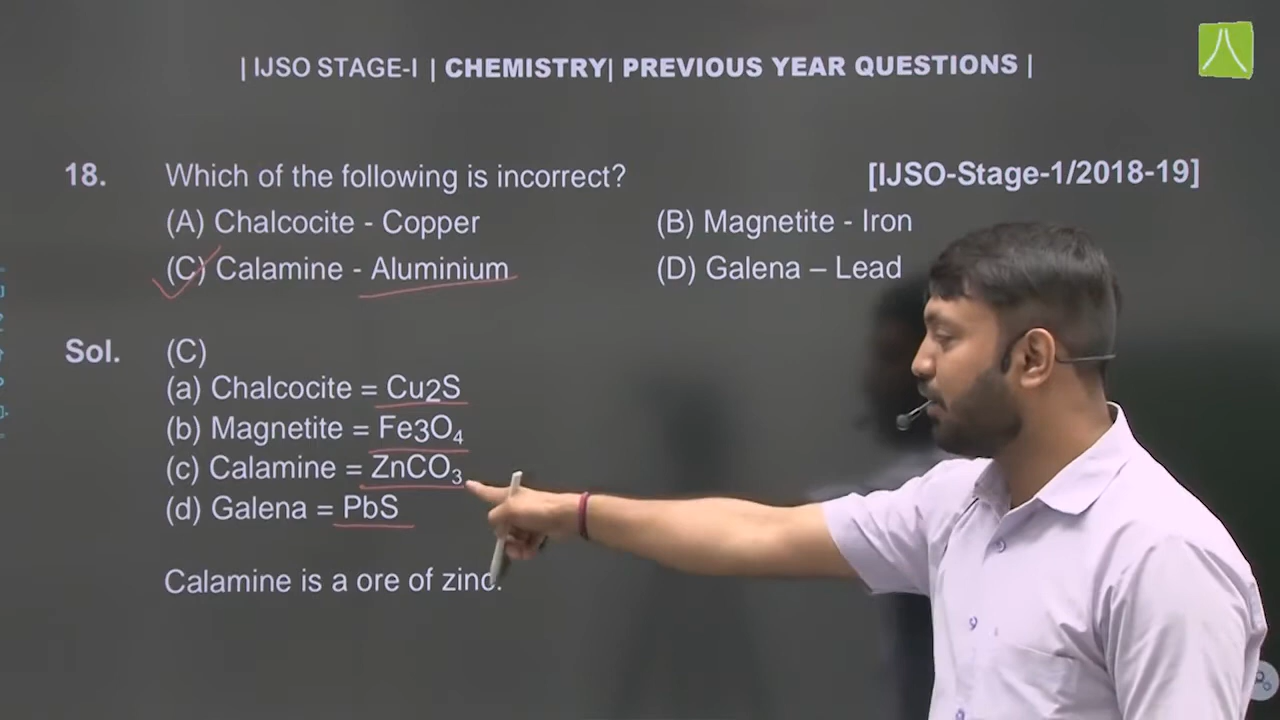 | IJSO STAGE-I | CHEMISTRY| PREVIOUS YEAR QUESTIONS |
18. Which of the following is incorrect? [IJSO-Stage-1/2018-19]
(A) Chalcocite - Copper (B) Magnetite - Iron
(C) Calamine - Aluminium (D) Galena – Lead
Sol. (C)
(a) Chalcocite = Cu2S
(b) Magnetite = Fe3O₄
(c) Calamine = ZnCO₃
(d) Galena = PbS
Calamine is a ore of zinc.